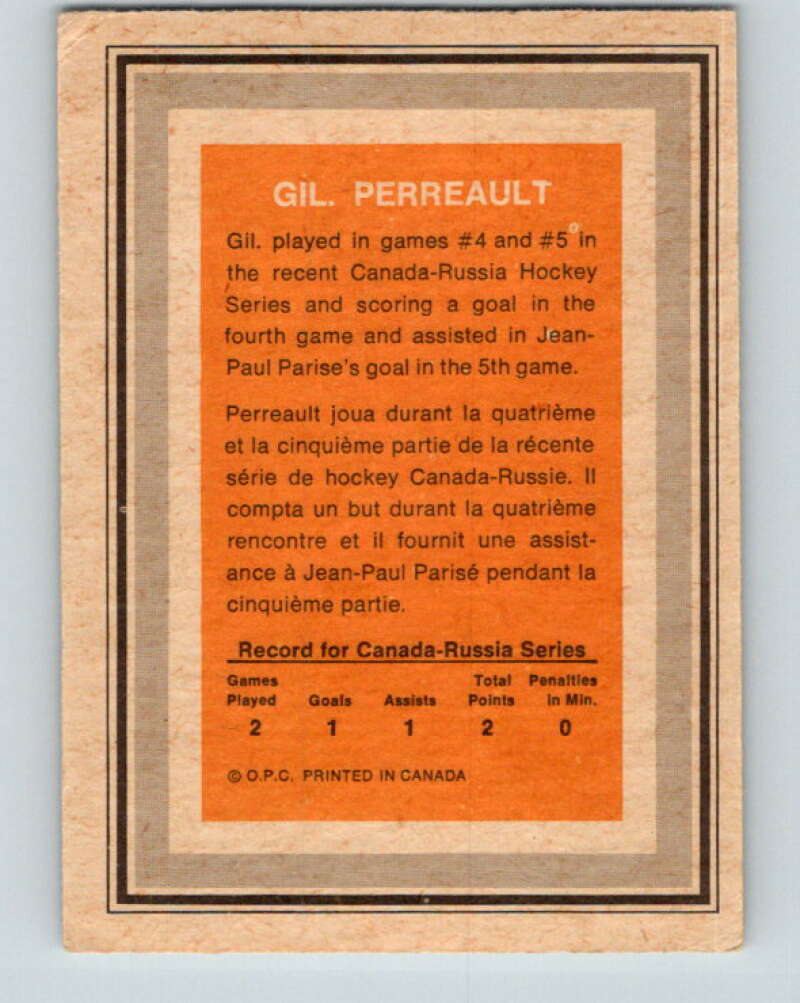 GIL. PERREAULT
Gil. played in games #4 and #5 in
the recent Canada-Russia Hockey
Series and scoring a goal in the
fourth game and assisted in Jean-
Paul Parise's goal in the 5th game.
Perreault joua durant la quatrième
et la cinquième partie de la récente
série de hockey Canada-Russie. Il
compta un but durant la quatrième
rencontre et il fournit une assist-
ance à Jean-Paul Parisé pendant la
cinquième partie.
Record for Canada-Russia Series
Games Total Penalties
Played Goals Assists Points in Min.
2 1 1 2 0
© O.P.C. PRINTED IN CANADA